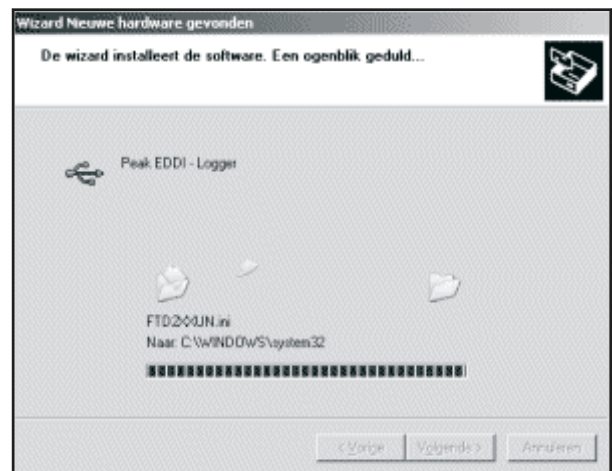 Wizard Nieuwe hardware gevonden
De wizard installeert de software. Een ogenblik geduld...
Peak EDDI - Logger
FTD2XXUN.ini
Naar: C:\WINDOWS\system32
< Vorige
Volgende >
Annuleren